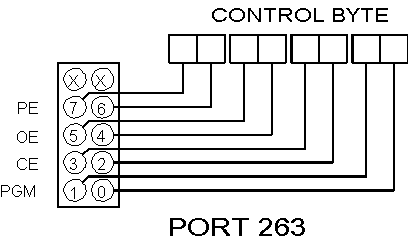 CONTROL BYTE
X X
PE 7 6
OE 5 4
CE 3 2
PGM 1 0
PORT 263